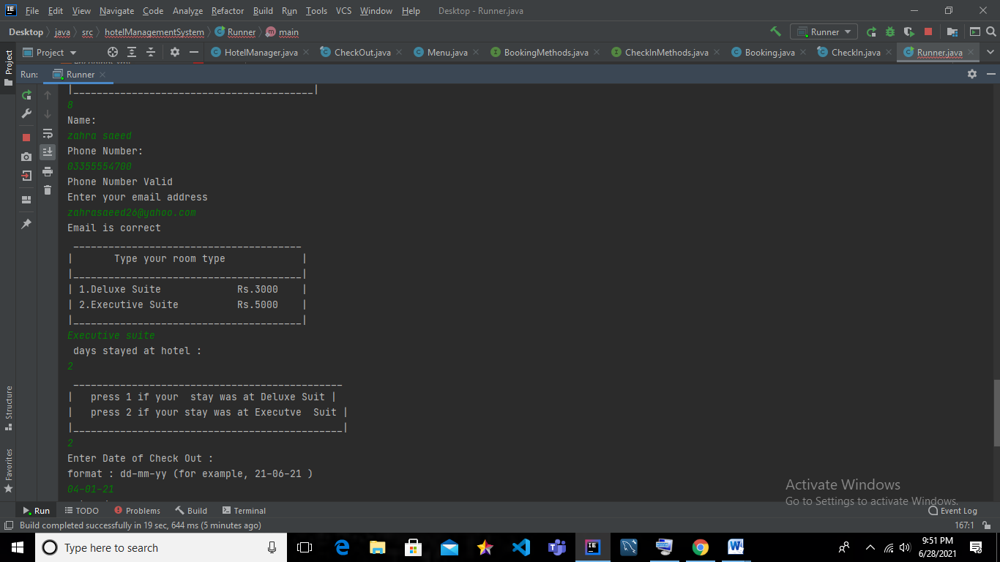 File Edit View Navigate Code Analyze Refactor Build Run Tools VCS Window Help Desktop - Runner.java
Desktop java src hotelManagementSystem Runner main Runner
Project HotelManager.java CheckOut.java Menu.java BookingMethods.java CheckInMethods.java Booking.java CheckIn.java Runner.java
Project
Run: Runner
|_________________________________________|
8
Name:
zahra saeed
Phone Number:
03355554700
Phone Number Valid
Enter your email address
zahrasaeed26@yahoo.com
Email is correct
_______________________________________
| Type your room type |
|_______________________________________|
| 1.Deluxe Suite Rs.3000 |
| 2.Executive Suite Rs.5000 |
|_______________________________________|
Executive suite
days stayed at hotel :
2
______________________________________________
| press 1 if your  stay was at Deluxe Suit |
| press 2 if your stay was at Executve  Suit |
|______________________________________________|
2
Enter Date of Check Out :
format : dd-mm-yy (for example, 21-06-21 )
04-01-21
Structure
Favorites
Activate Windows
Go to Settings to activate Windows.
Run TODO Problems Build Terminal Event Log
Build completed successfully in 19 sec, 644 ms (5 minutes ago) 167:1
Type here to search
9:51 PM
6/28/2021